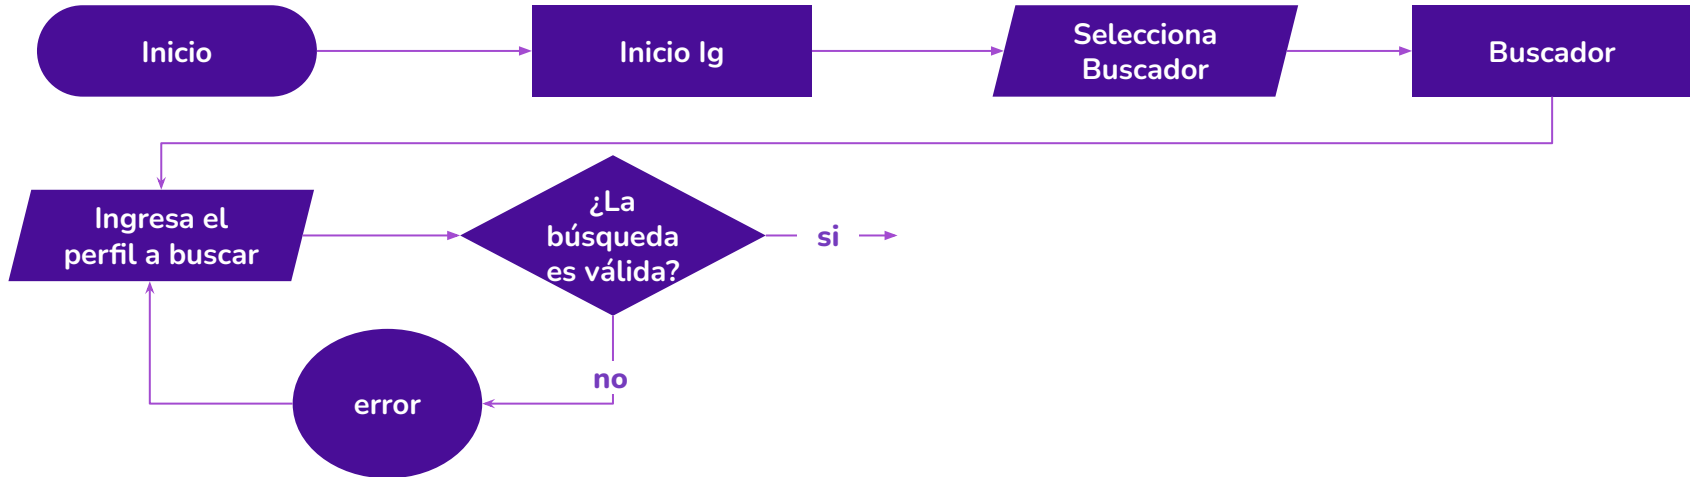 Inicio
Inicio Ig
Selecciona
Buscador
Buscador
Ingresa el
perfil a buscar
¿La
búsqueda
es válida?
si
no
error